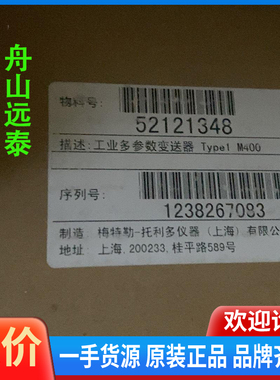 舟山远泰
物料号:
52121348
描述:工业多参数变送器 Type1 M400
序列号:
1238267093
制造 梅特勒-托利多仪器(上海)有限公
地址: 上海, 200233, 桂平路589号
价
欢迎访
一手货源 原装正品 品牌齐